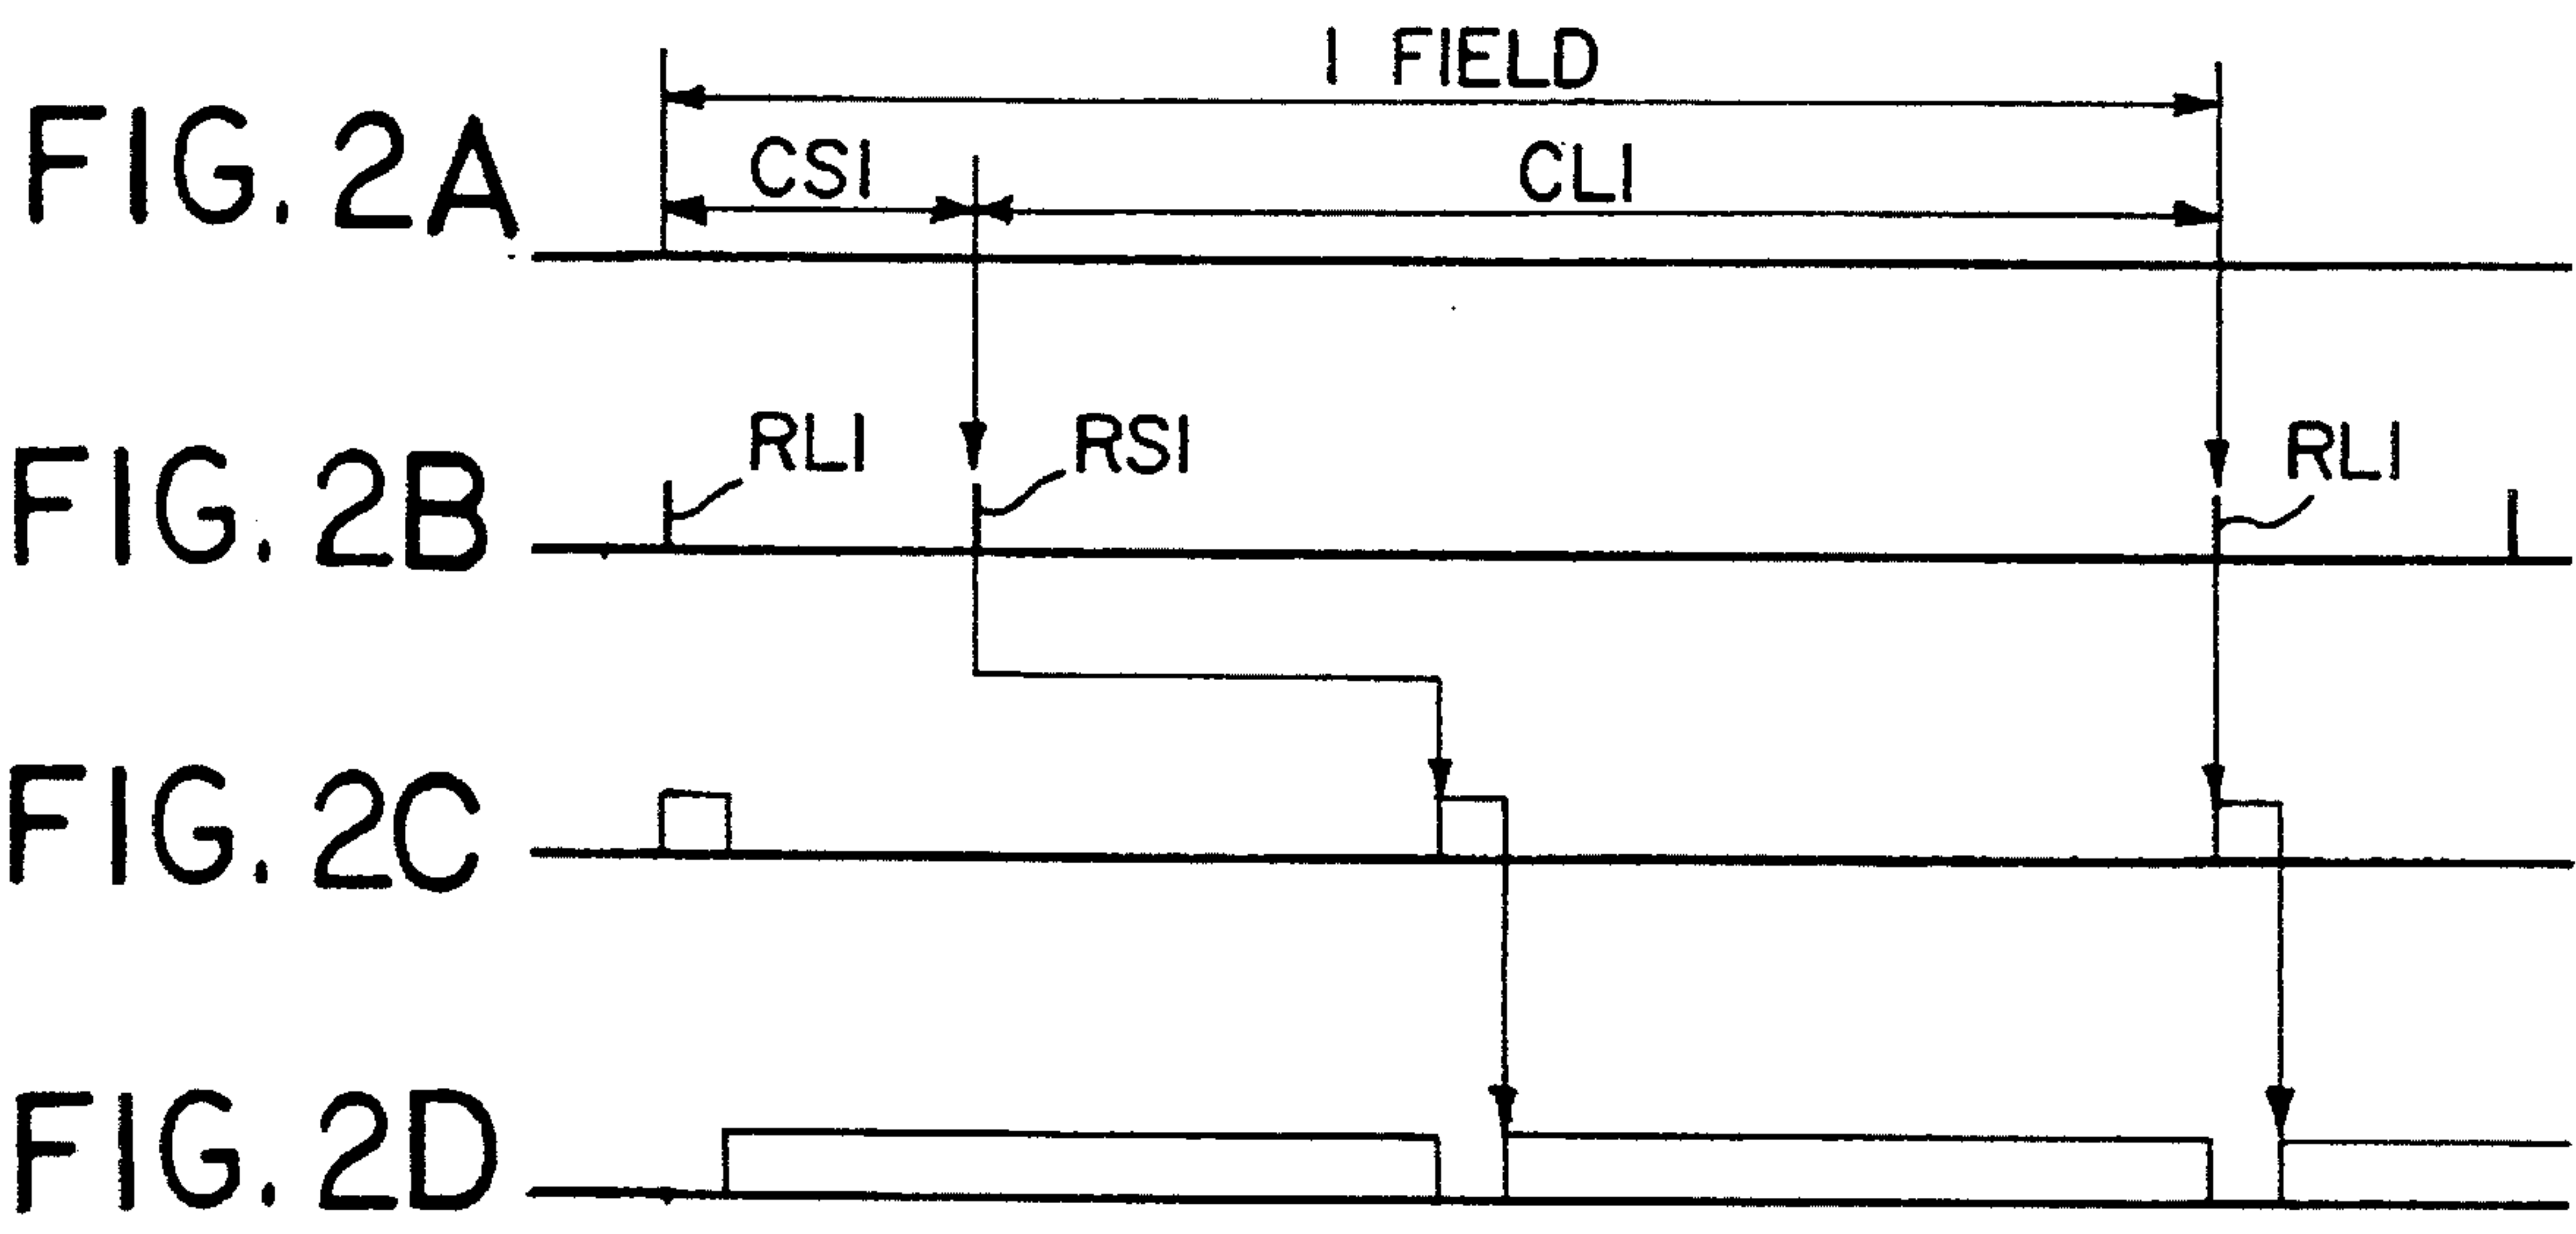 1 FIELD
FIG. 2A
CS1
CL1
FIG. 2B
RL1
RS1
RL1
FIG. 2C
FIG. 2D